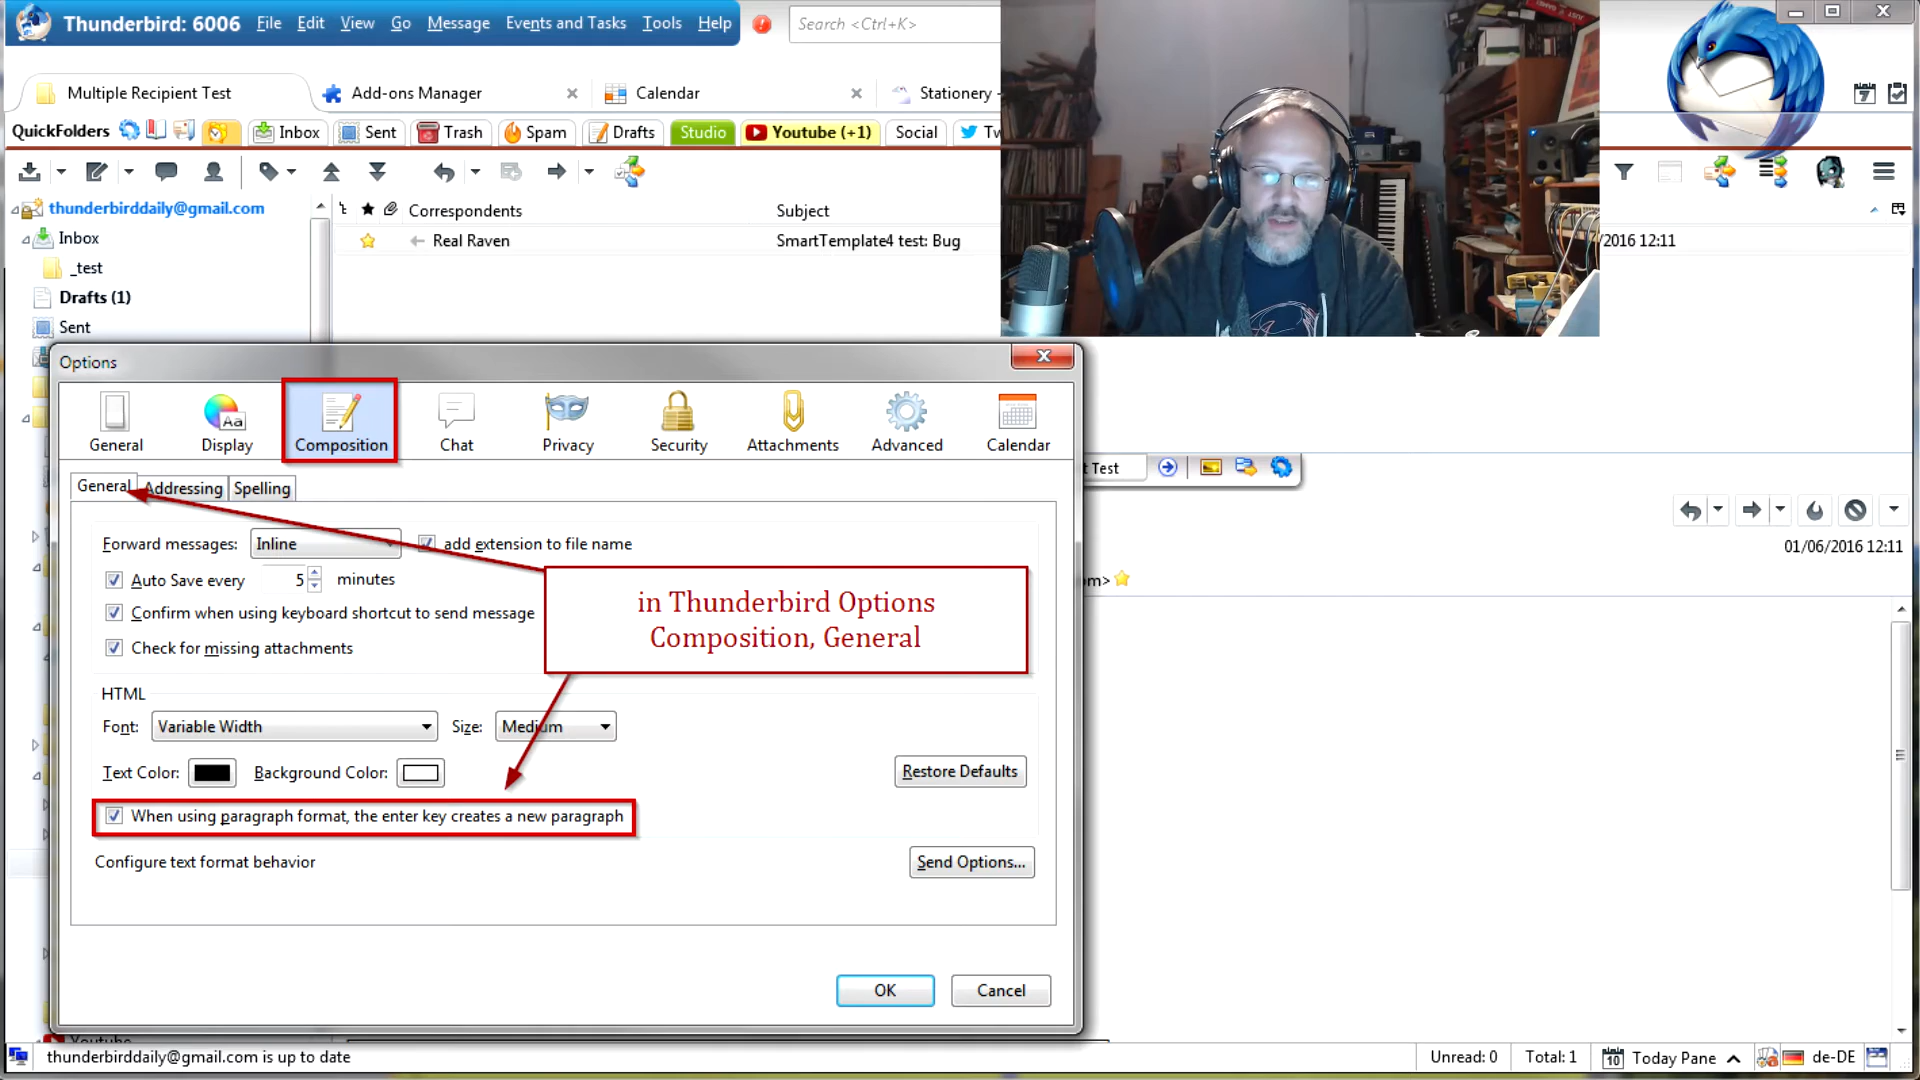 Thunderbird: 6006 File Edit View Go Message Events and Tasks Tools Help Search <Ctrl+K>
Multiple Recipient Test Add-ons Manager Calendar Stationery -
QuickFolders Inbox Sent Trash Spam Drafts Studio Youtube (+1) Social
thunderbirddaily@gmail.com
Correspondents Subject
Inbox
Real Raven SmartTemplate4 test: Bug /2016 12:11
_test
Drafts (1)
Sent
Options
General Display Composition Chat Privacy Security Attachments Advanced Calendar
t Test
General Addressing Spelling
Forward messages: Inline add extension to file name
01/06/2016 12:11
Auto Save every 5 minutes
om>
in Thunderbird Options
Composition, General
Confirm when using keyboard shortcut to send message
Check for missing attachments
HTML
Font: Variable Width Size: Medium
Text Color: Background Color: Restore Defaults
When using paragraph format, the enter key creates a new paragraph
Configure text format behavior Send Options...
OK Cancel
Youtube
thunderbirddaily@gmail.com is up to date Unread: 0 Total: 1 10 Today Pane de-DE